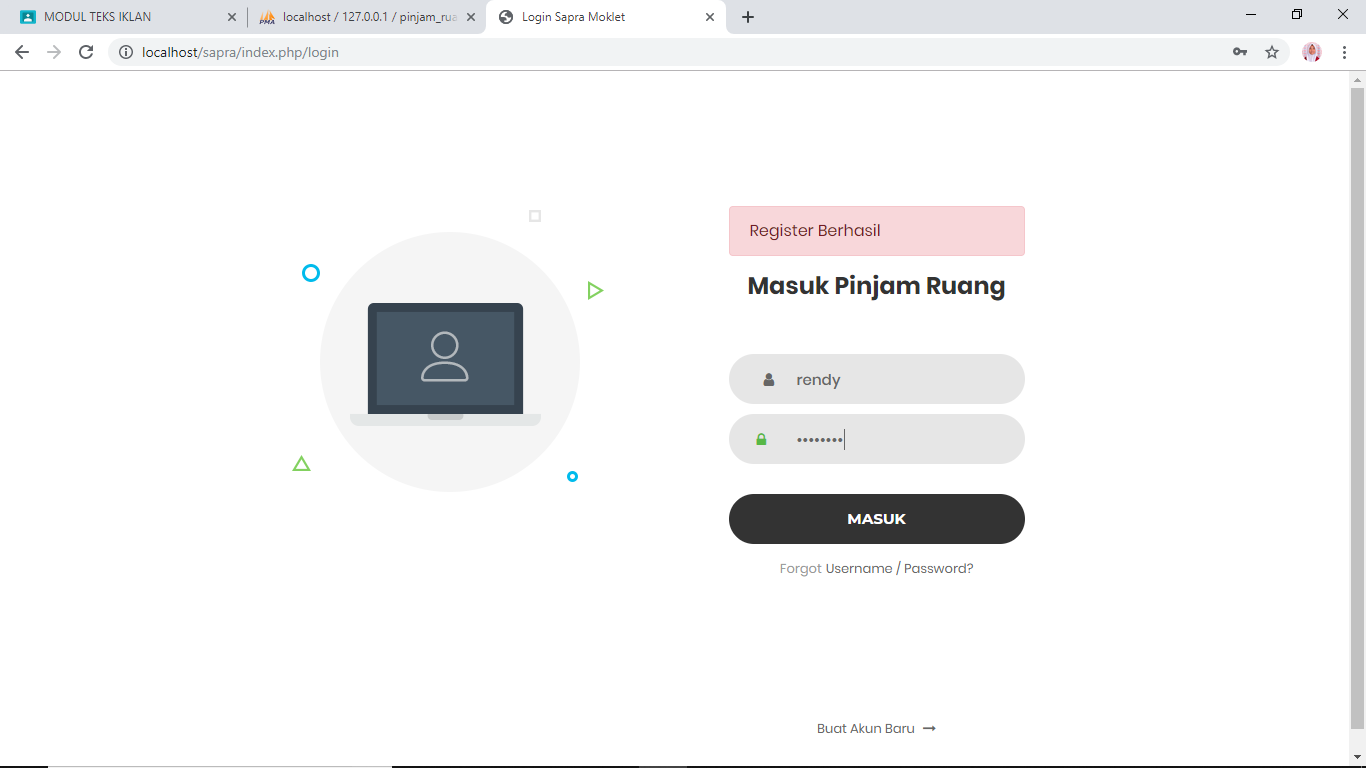 MODUL TEKS IKLAN
localhost / 127.0.0.1 / pinjam_rua
Login Sapra Moklet
localhost/sapra/index.php/login
Register Berhasil
Masuk Pinjam Ruang
rendy
••••••••
MASUK
Forgot Username / Password?
Buat Akun Baru